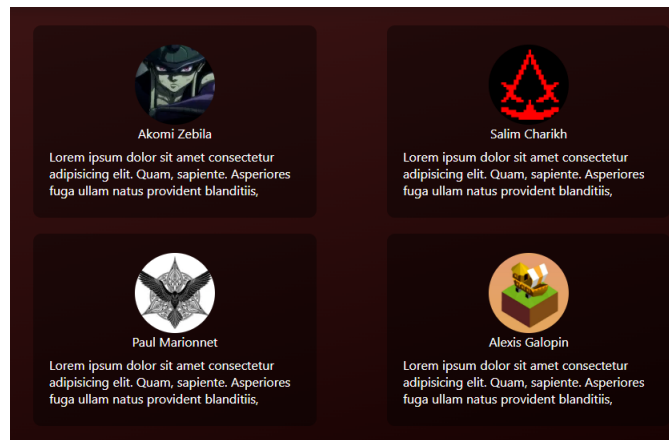 Akomi Zebila
Lorem ipsum dolor sit amet consectetur
adipisicing elit. Quam, sapiente. Asperiores
fuga ullam natus provident blanditiis,
Salim Charikh
Lorem ipsum dolor sit amet consectetur
adipisicing elit. Quam, sapiente. Asperiores
fuga ullam natus provident blanditiis,
Paul Marionnet
Lorem ipsum dolor sit amet consectetur
adipisicing elit. Quam, sapiente. Asperiores
fuga ullam natus provident blanditiis,
Alexis Galopin
Lorem ipsum dolor sit amet consectetur
adipisicing elit. Quam, sapiente. Asperiores
fuga ullam natus provident blanditiis,